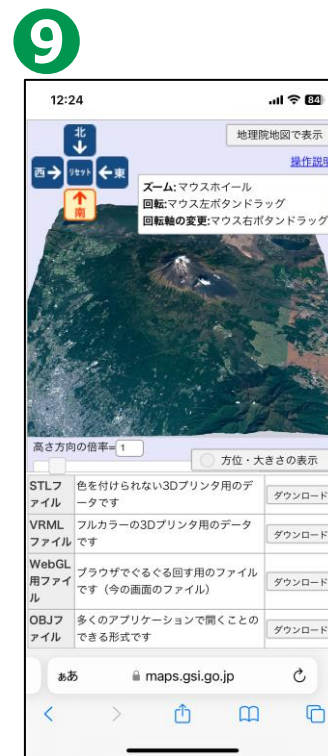 9
12:24
84
地理院地図で表示
操作説明
北
西
リセット
東
南
ズーム:マウスホイール
回転:マウス左ボタンドラッグ
回転軸の変更:マウス右ボタンドラッグ
高さ方向の倍率=1
方位・大きさの表示
STLフ
ァイル
色を付けられない3Dプリンタ用のデ
ータです
ダウンロード
VRML
ファイル
フルカラーの3Dプリンタ用のデータ
です
ダウンロード
WebGL
用ファイ
ル
ブラウザでぐるぐる回す用のファイル
です（今の画面のファイル）
ダウンロード
OBJフ
ァイル
多くのアプリケーションで開くことの
できる形式です
ダウンロード
ぁあ
maps.gsi.go.jp